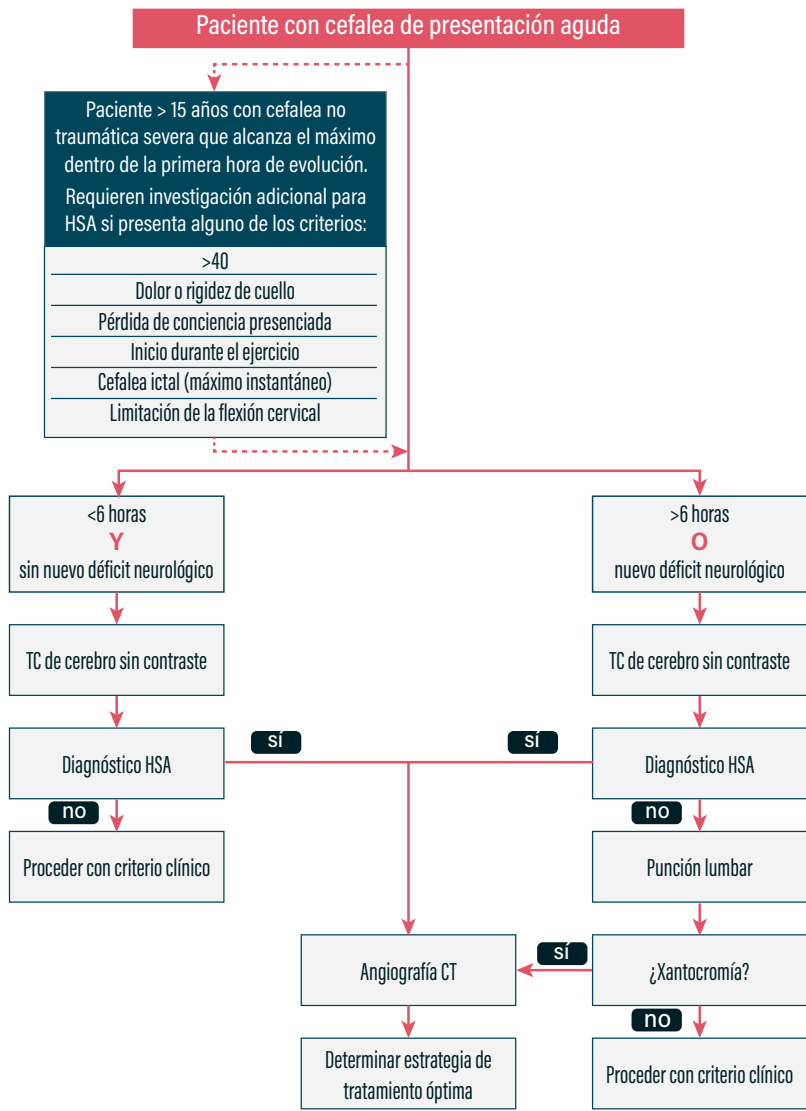 Paciente con cefalea de presentación aguda
Paciente > 15 años con cefalea no
traumática severa que alcanza el máximo
dentro de la primera hora de evolución.
Requieren investigación adicional para
HSA si presenta alguno de los criterios:
>40
Dolor o rigidez de cuello
Pérdida de conciencia presenciada
Inicio durante el ejercicio
Cefalea ictal (máximo instantáneo)
Limitación de la flexión cervical
<6 horas
Y
sin nuevo déficit neurológico
>6 horas
O
nuevo déficit neurológico
TC de cerebro sin contraste
TC de cerebro sin contraste
Diagnóstico HSA
sí
sí
Diagnóstico HSA
no
no
Proceder con criterio clínico
Punción lumbar
Angiografía CT
sí
¿Xantocromía?
no
Determinar estrategia de
tratamiento óptima
Proceder con criterio clínico